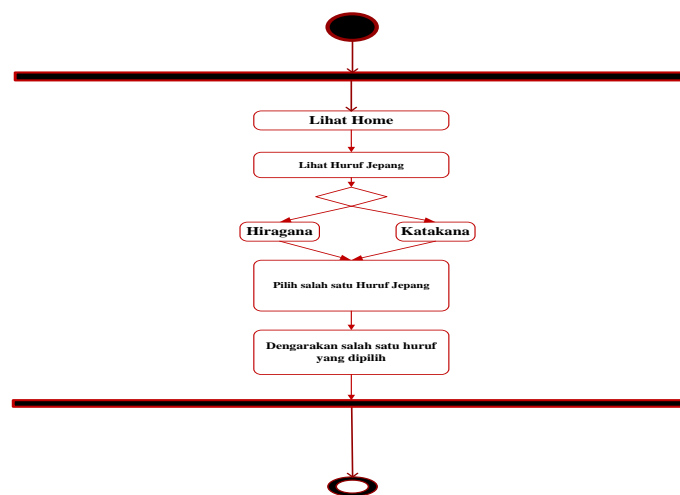 Lihat Home
Lihat Huruf Jepang
Hiragana
Katakana
Pilih salah satu Huruf Jepang
Dengarakan salah satu huruf
yang dipilih